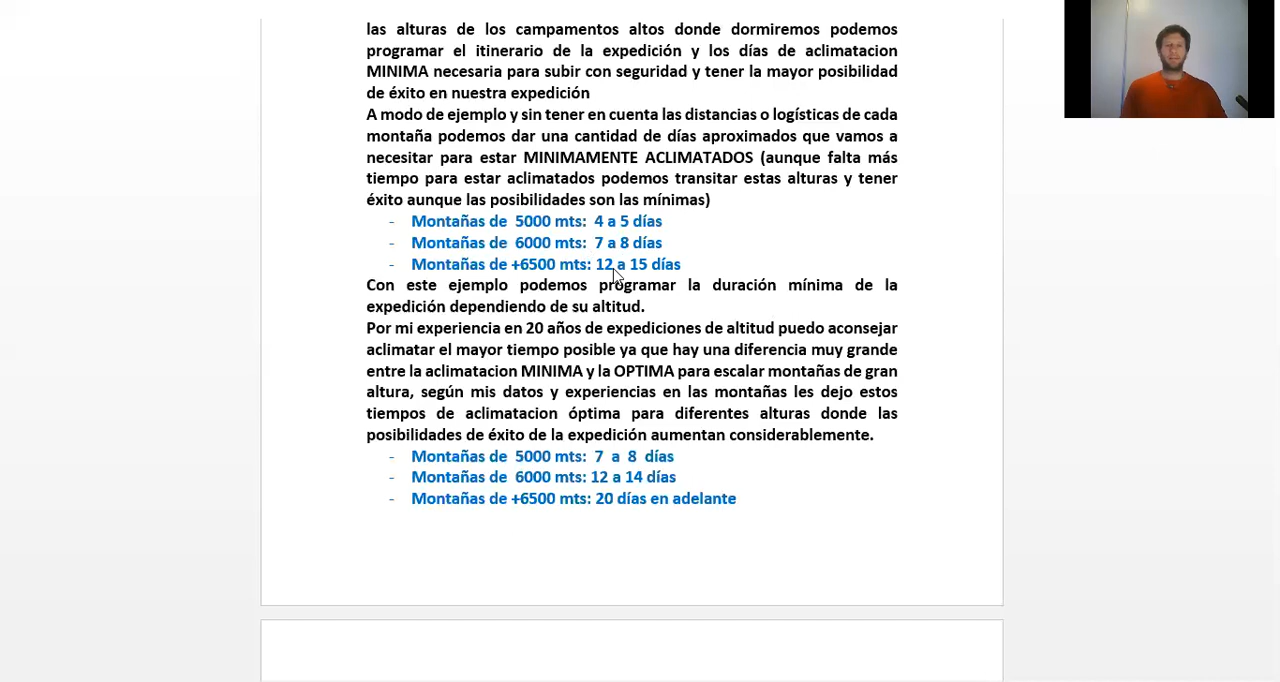 las alturas de los campamentos altos donde dormiremos podemos
programar el itinerario de la expedición y los días de aclimatacion
MINIMA necesaria para subir con seguridad y tener la mayor posibilidad
de éxito en nuestra expedición
A modo de ejemplo y sin tener en cuenta las distancias o logísticas de cada
montaña podemos dar una cantidad de días aproximados que vamos a
necesitar para estar MINIMAMENTE ACLIMATADOS (aunque falta más
tiempo para estar aclimatados podemos transitar estas alturas y tener
éxito aunque las posibilidades son las mínimas)
- Montañas de 5000 mts: 4 a 5 días
- Montañas de 6000 mts: 7 a 8 días
- Montañas de +6500 mts: 12 a 15 días
Con este ejemplo podemos programar la duración mínima de la
expedición dependiendo de su altitud.
Por mi experiencia en 20 años de expediciones de altitud puedo aconsejar
aclimatar el mayor tiempo posible ya que hay una diferencia muy grande
entre la aclimatacion MINIMA y la OPTIMA para escalar montañas de gran
altura, según mis datos y experiencias en las montañas les dejo estos
tiempos de aclimatacion óptima para diferentes alturas donde las
posibilidades de éxito de la expedición aumentan considerablemente.
- Montañas de 5000 mts: 7 a 8 días
- Montañas de 6000 mts: 12 a 14 días
- Montañas de +6500 mts: 20 días en adelante